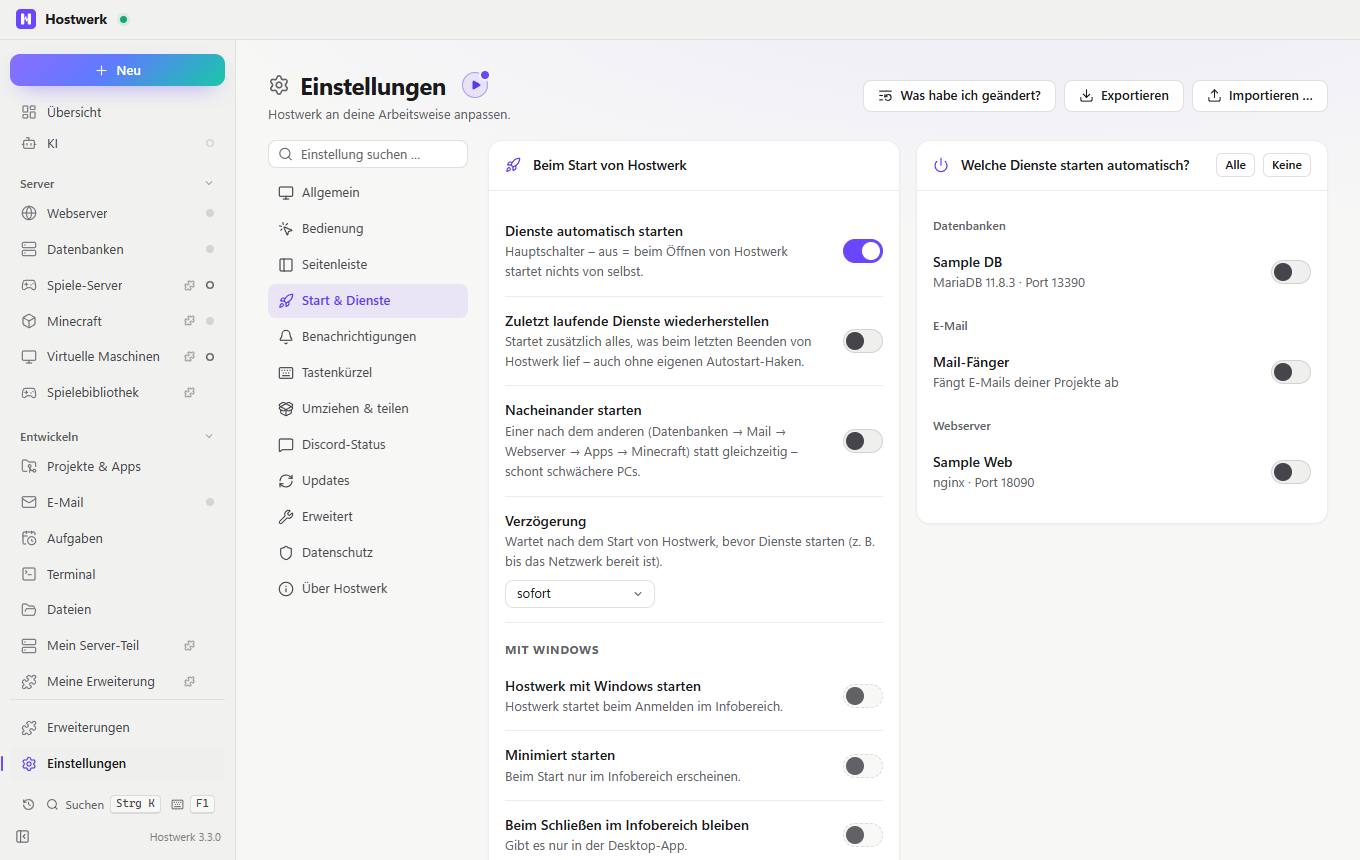 Hostwerk
Neu
Übersicht
KI
Server
Webserver
Datenbanken
Spiele-Server
Minecraft
Virtuelle Maschinen
Spielebibliothek
Entwickeln
Projekte & Apps
E-Mail
Aufgaben
Terminal
Dateien
Mein Server-Teil
Meine Erweiterung
Erweiterungen
Einstellungen
Suchen Strg K F1
Hostwerk 3.3.0
Einstellungen
Hostwerk an deine Arbeitsweise anpassen.
Was habe ich geändert?
Exportieren
Importieren ...
Einstellung suchen ...
Allgemein
Bedienung
Seitenleiste
Start & Dienste
Benachrichtigungen
Tastenkürzel
Umziehen & teilen
Discord-Status
Updates
Erweitert
Datenschutz
Über Hostwerk
Beim Start von Hostwerk
Dienste automatisch starten
Hauptschalter – aus = beim Öffnen von Hostwerk
startet nichts von selbst.
Zuletzt laufende Dienste wiederherstellen
Startet zusätzlich alles, was beim letzten Beenden von
Hostwerk lief – auch ohne eigenen Autostart-Haken.
Nacheinander starten
Einer nach dem anderen (Datenbanken → Mail →
Webserver → Apps → Minecraft) statt gleichzeitig –
schont schwächere PCs.
Verzögerung
Wartet nach dem Start von Hostwerk, bevor Dienste starten (z. B.
bis das Netzwerk bereit ist).
sofort
MIT WINDOWS
Hostwerk mit Windows starten
Hostwerk startet beim Anmelden im Infobereich.
Minimiert starten
Beim Start nur im Infobereich erscheinen.
Beim Schließen im Infobereich bleiben
Gibt es nur in der Desktop-App.
Welche Dienste starten automatisch?
Alle
Keine
Datenbanken
Sample DB
MariaDB 11.8.3 · Port 13390
E-Mail
Mail-Fänger
Fängt E-Mails deiner Projekte ab
Webserver
Sample Web
nginx · Port 18090